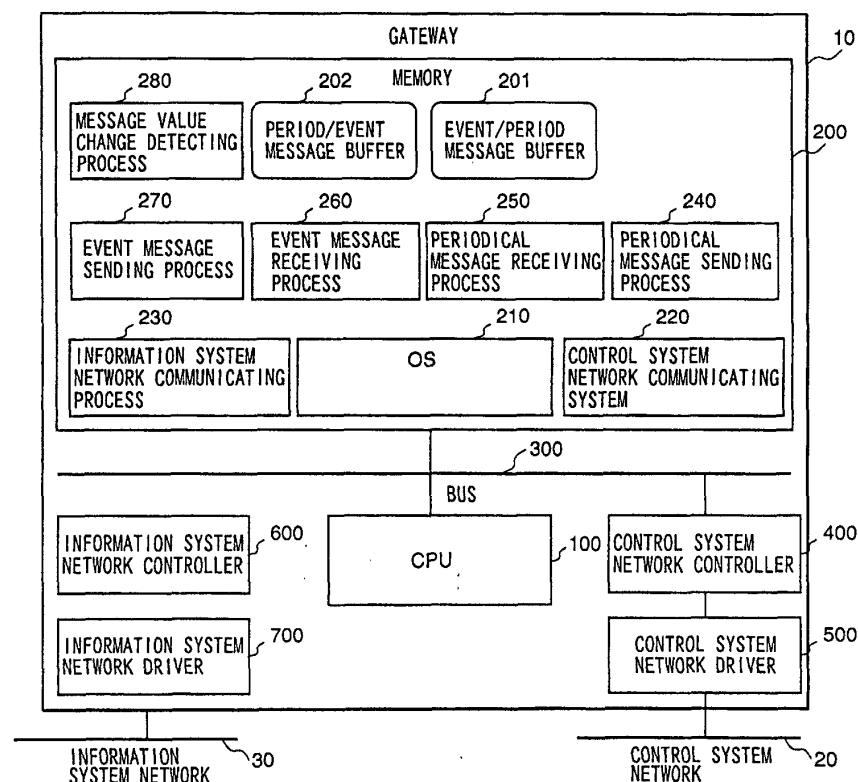 GATEWAY
10
MEMORY
280
202
201
200
MESSAGE VALUE
CHANGE DETECTING
PROCESS
PERIOD/EVENT
MESSAGE BUFFER
EVENT/PERIOD
MESSAGE BUFFER
270
260
250
240
EVENT MESSAGE
SENDING PROCESS
EVENT MESSAGE
RECEIVING
PROCESS
PERIODICAL
MESSAGE RECEIVING
PROCESS
PERIODICAL
MESSAGE SENDING
PROCESS
230
210
220
INFORMATION SYSTEM
NETWORK COMMUNICATING
PROCESS
OS
CONTROL SYSTEM
NETWORK COMMUNICATING
SYSTEM
300
BUS
INFORMATION SYSTEM
NETWORK CONTROLLER
600
CPU
100
CONTROL SYSTEM
NETWORK CONTROLLER
400
INFORMATION SYSTEM
NETWORK DRIVER
700
CONTROL SYSTEM
NETWORK DRIVER
500
INFORMATION
SYSTEM NETWORK
30
CONTROL SYSTEM
NETWORK
20